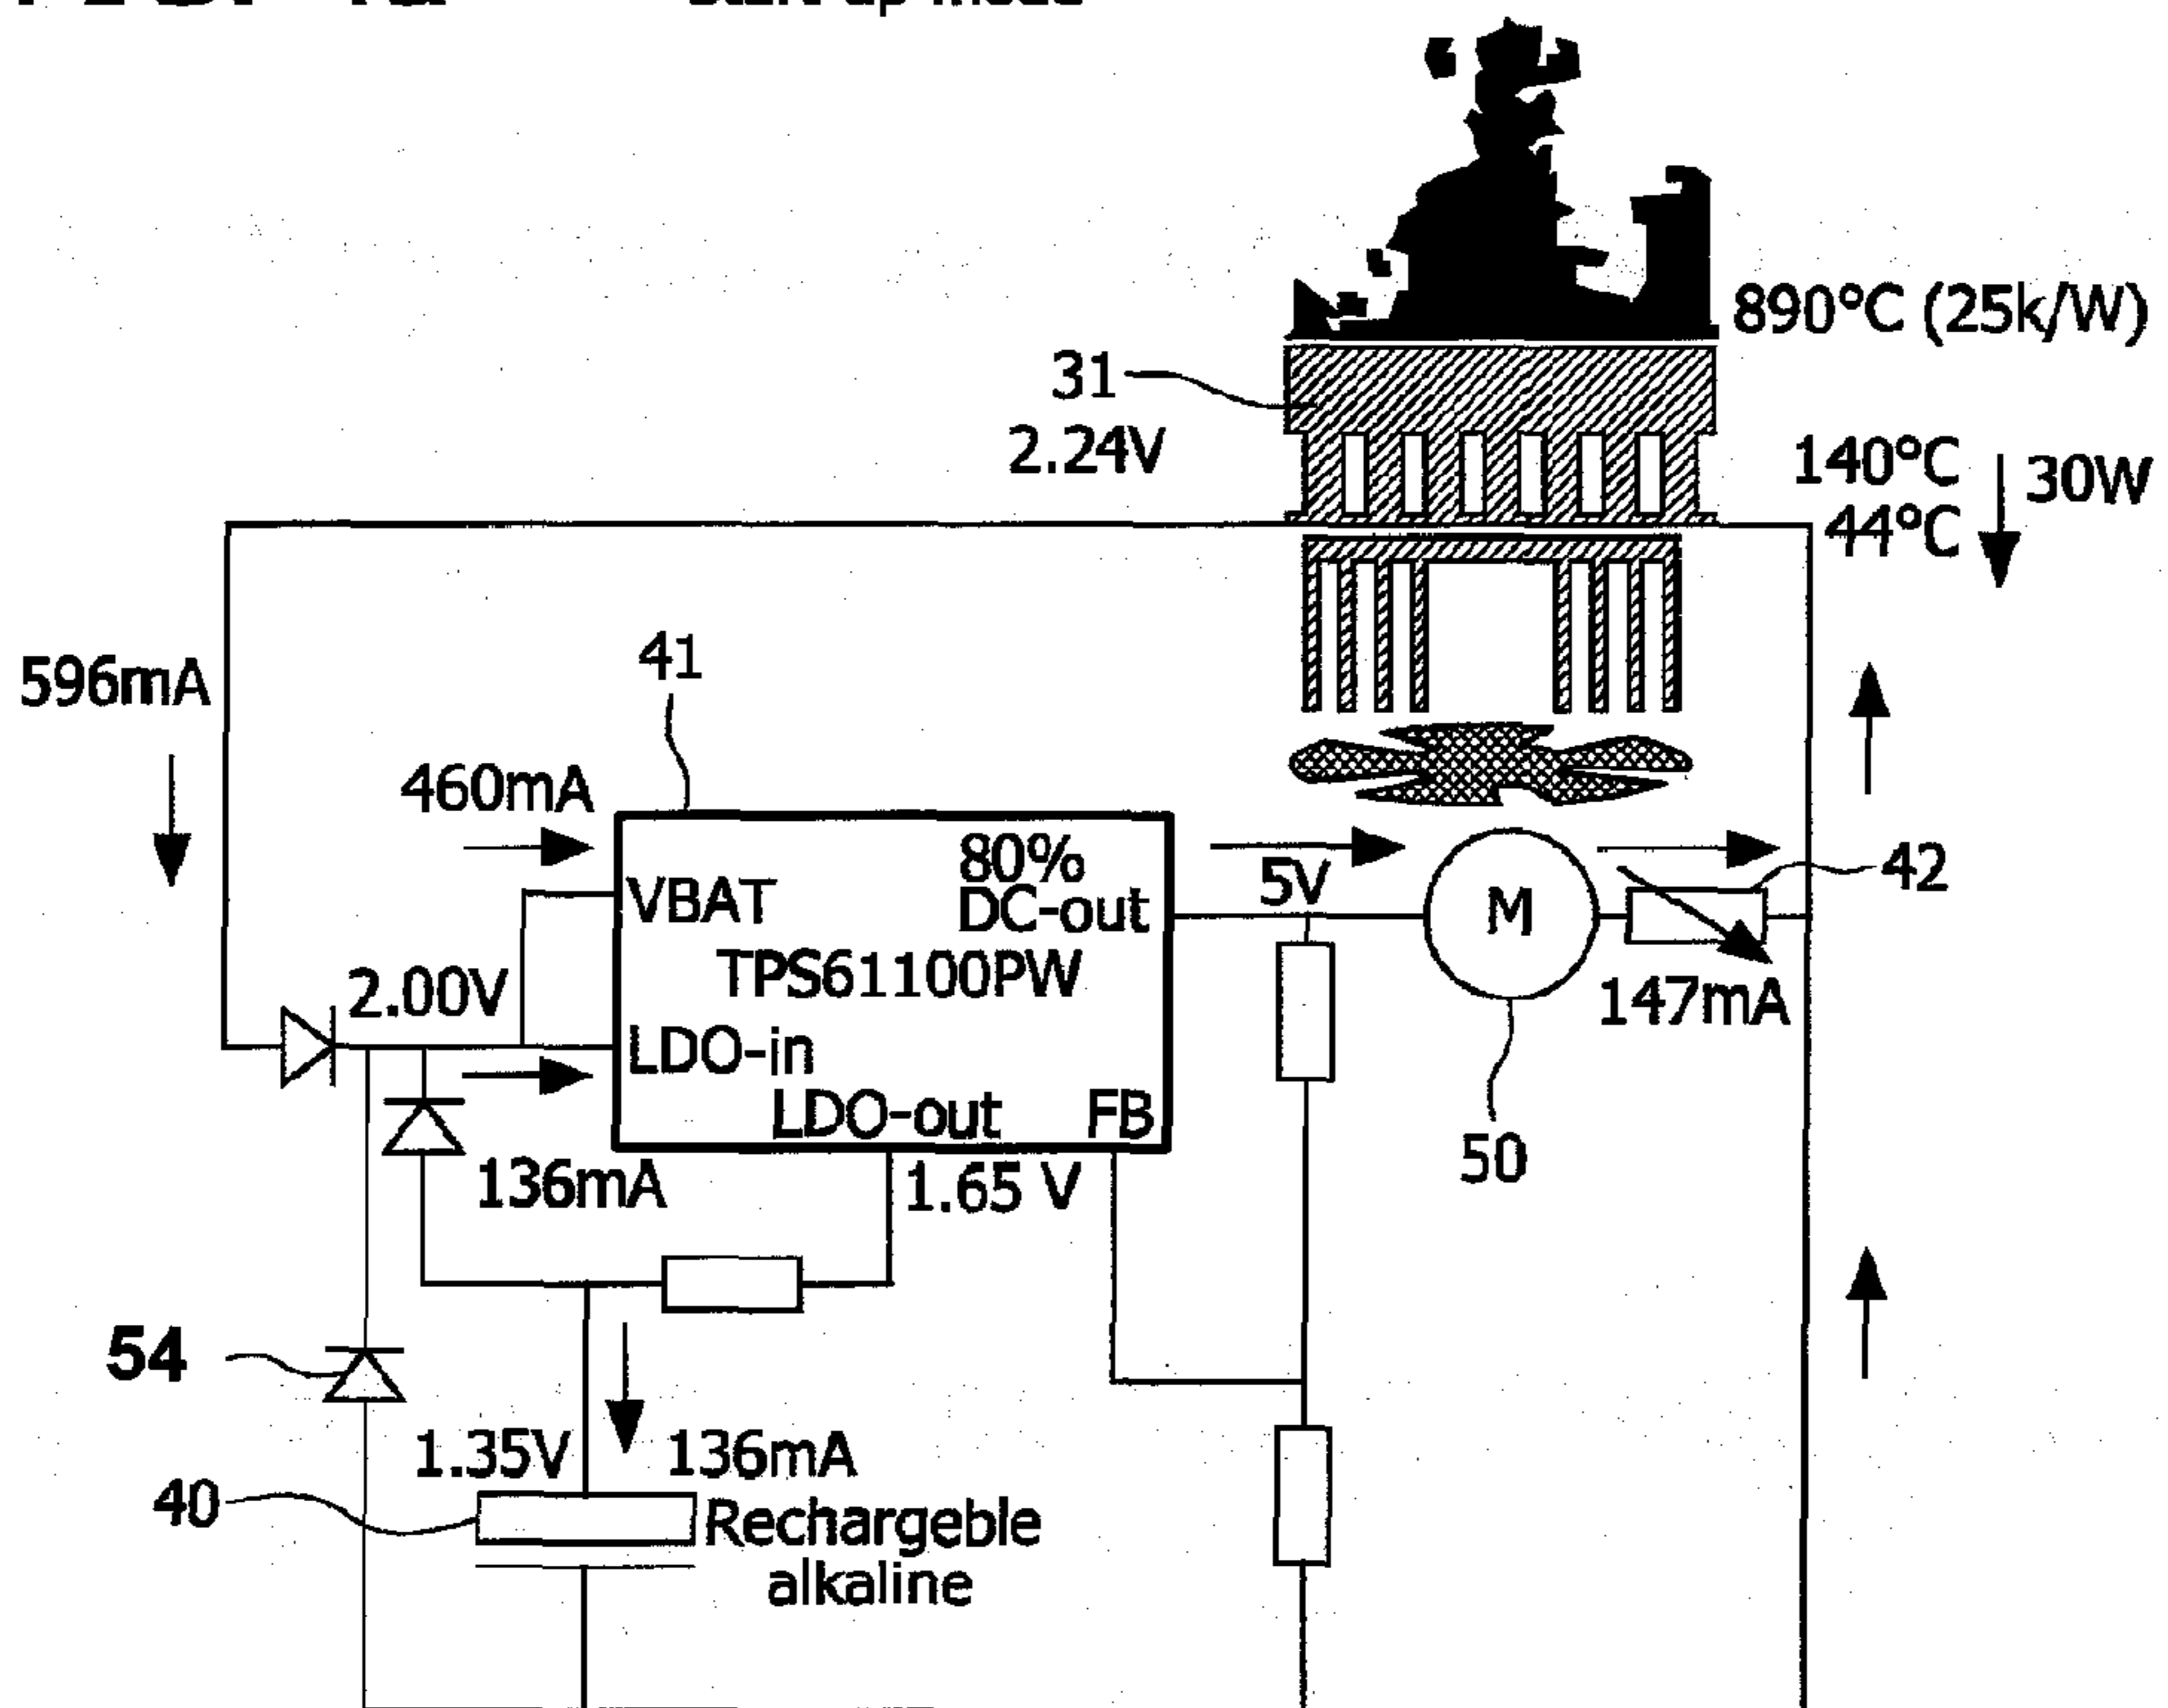 890°C (25k/W)
31
2.24V
140°C
44°C
30W
596mA
41
460mA
80%
VBAT
DC-out
5V
M
42
TPS61100PW
2.00V
147mA
LDO-in
LDO-out
FB
50
136mA
1.65 V
54
1.35V
136mA
40
Rechargeble
alkaline